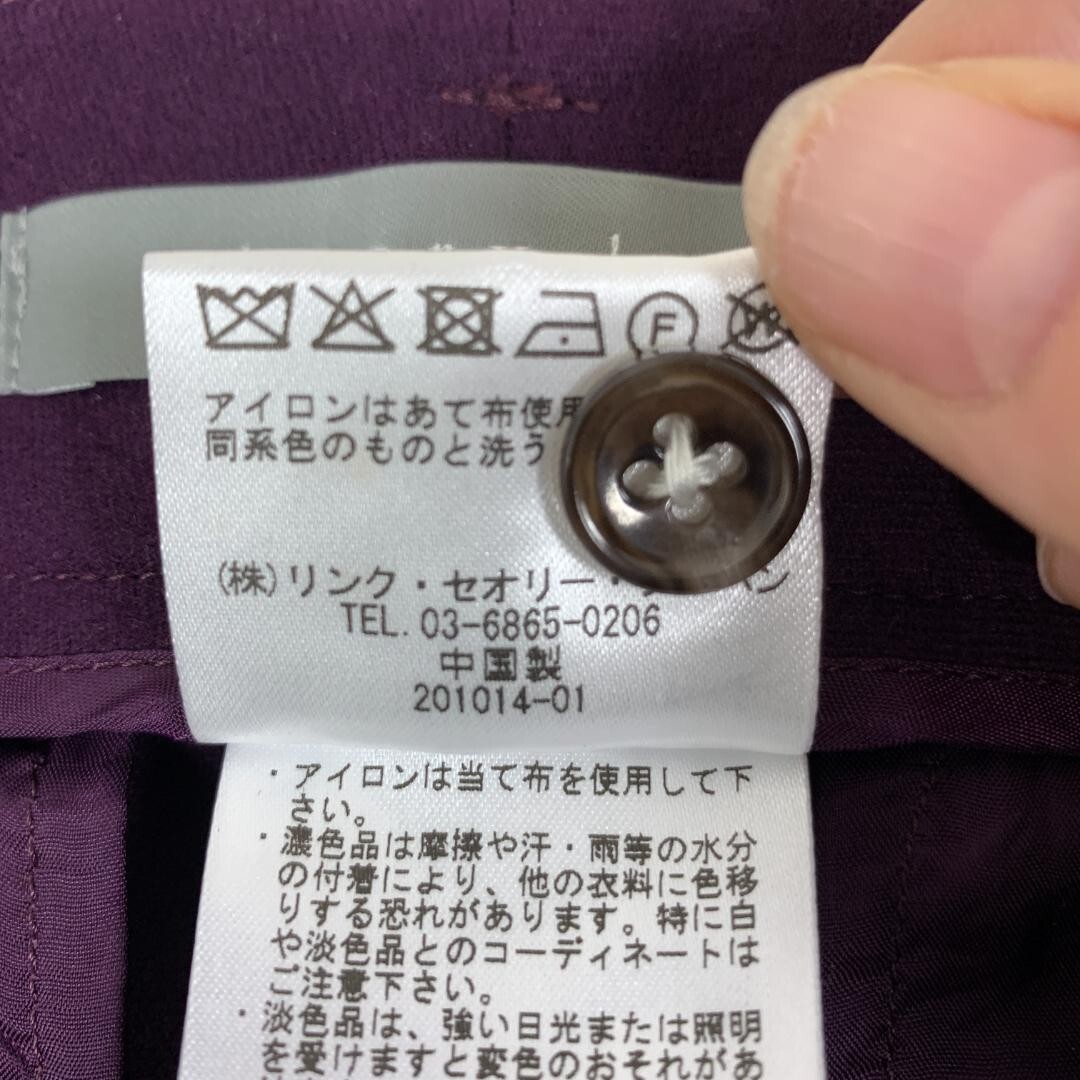 F
W
アイロンはあて布使用
同系色のものと洗う
(株)リンク・セオリー・
TEL. 03-6865-0206
中国製
201014-01
・アイロンは当て布を使用して下
さい。
・濃色品は摩擦や汗・雨等の水分
の付着により、他の衣料に色移
りする恐れがあります。特に白
や淡色品とのコーディネートは
ご注意下さい。
・淡色品は、強い日光または照明
を受けますと変色のおそれがあ